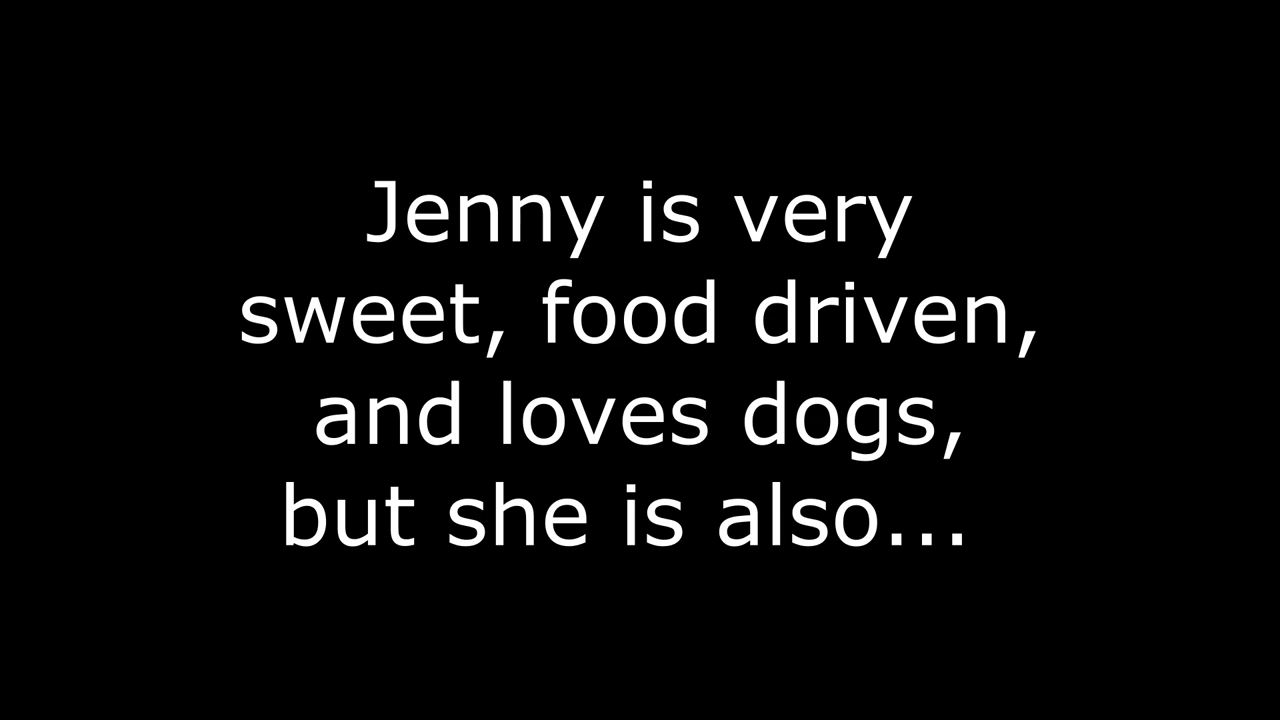 Jenny is very
sweet, food driven,
and loves dogs,
but she is also...